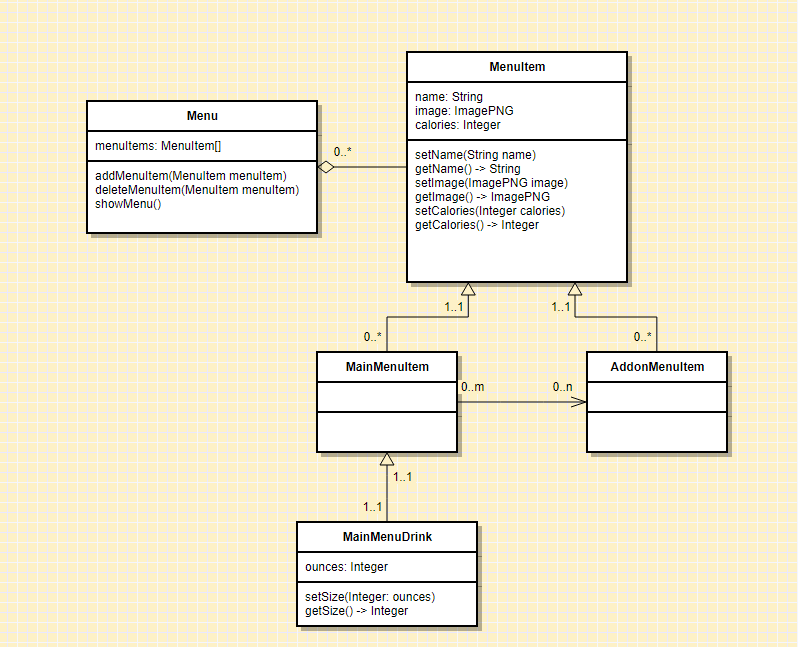 MenuItem
name: String
image: ImagePNG
calories: Integer
setName(String name)
getName() -> String
setImage(ImagePNG image)
getImage() -> ImagePNG
setCalories(Integer calories)
getCalories() -> Integer
Menu
menuItems: MenuItem[]
addMenuItem(MenuItem menuItem)
deleteMenuItem(MenuItem menuItem)
showMenu()
0..*
1..1
1..1
0..*
0..*
MainMenuItem
AddonMenuItem
0..m
0..n
1..1
1..1
MainMenuDrink
ounces: Integer
setSize(Integer: ounces)
getSize() -> Integer